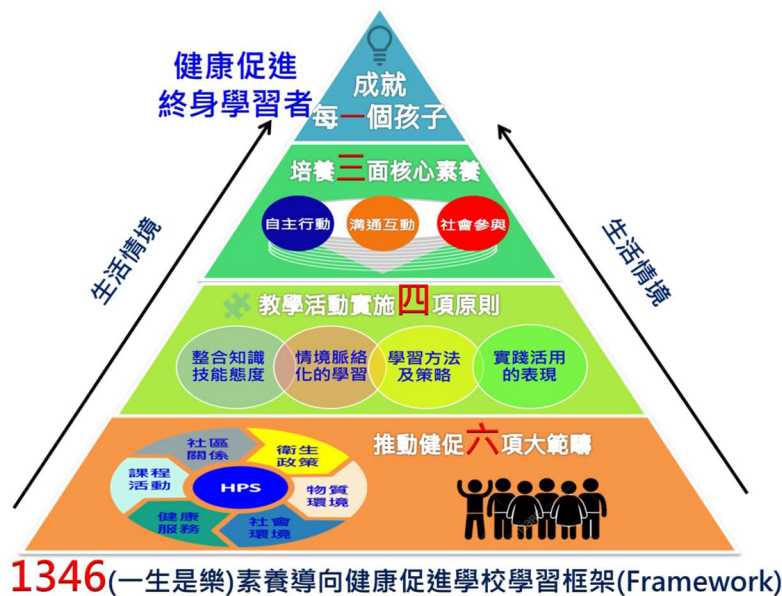 健康促進
終身學習者
成就
每一個孩子
培養三面核心素養
自主行動
溝通互動
社會參與
生活情境
生活情境
教學活動實施四項原則
整合知識
技能態度
情境脈絡
化的學習
學習方法
及策略
實踐活用
的表現
推動健促六項大範疇
社區
關係
衛生
政策
課程
活動
HPS
物質
環境
健康
服務
社會
環境
1346(一生是樂)素養導向健康促進學校學習框架(Framework)